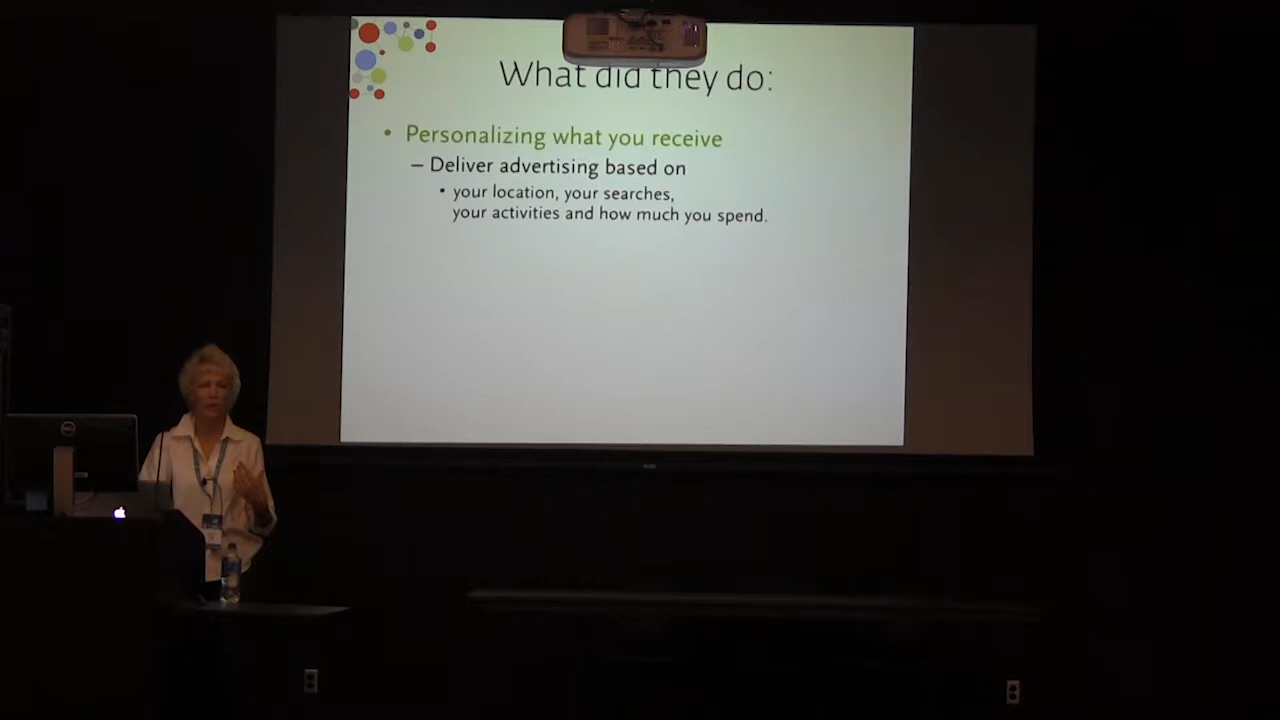 What did they do:
• Personalizing what you receive
– Deliver advertising based on
• your location, your searches,
your activities and how much you spend.